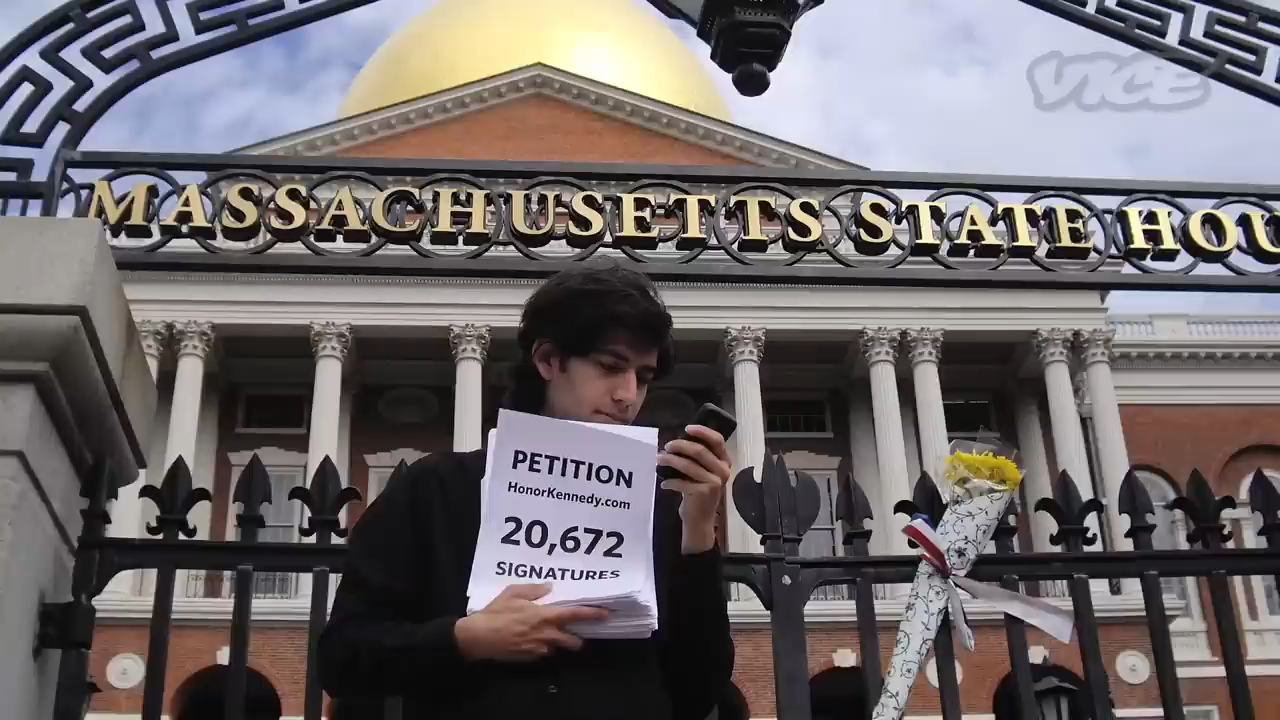 VICE
MASSACHUSETTS STATE HOU
PETITION
HonorKennedy.com
20,672
SIGNATURES